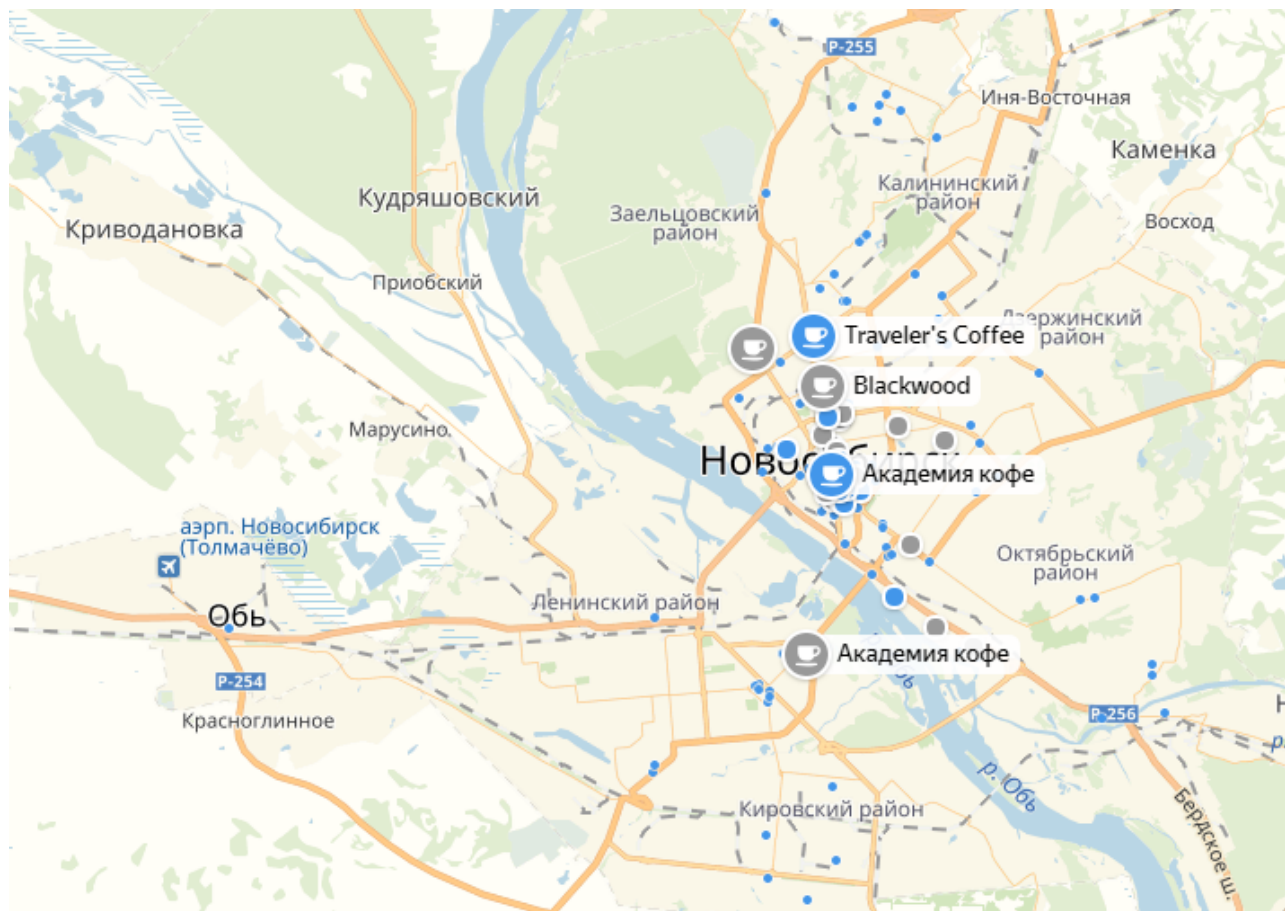 Р-255
Иня-Восточная
Каменка
Калининский
район
Кудряшовский
Заельцовский
район
Восход
Криводановка
Приобский
Дзержинский
район
Traveler's Coffee
Blackwood
Марусино
Новосибирск
Академия кофе
аэрп. Новосибирск
(Толмачёво)
Октябрьский
район
Ленинский район
Обь
Академия кофе
Р-254
Красноглинное
Р-256
р. Обь
Кировский район
Бердское ш.